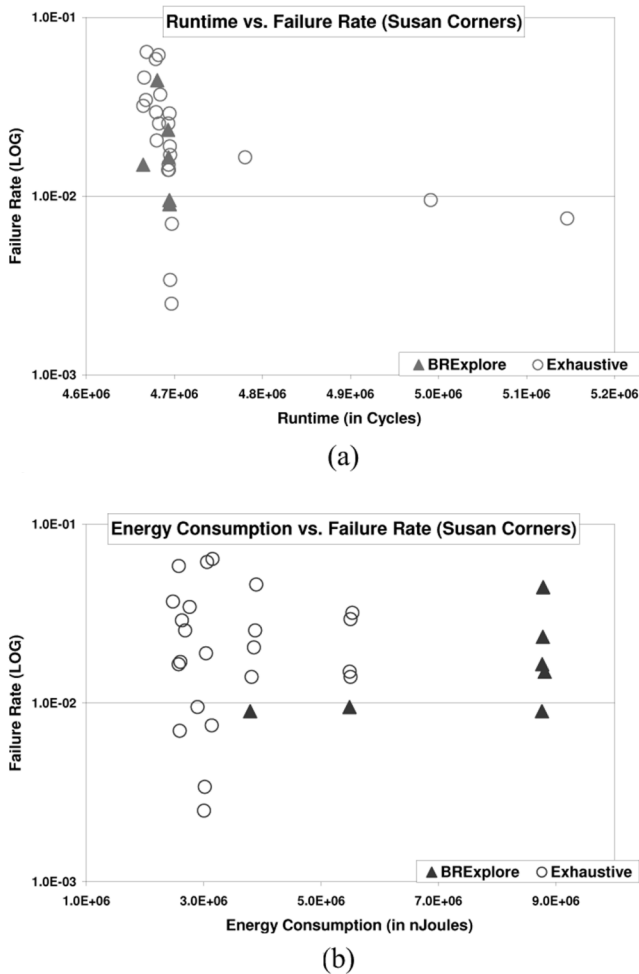 Runtime vs. Failure Rate (Susan Corners)
1.0E-01
1.0E-02
1.0E-03
Failure Rate (LOG)
BRExplore Exhaustive
4.6E+06 4.7E+06 4.8E+06 4.9E+06 5.0E+06 5.1E+06 5.2E+06
Runtime (in Cycles)
(a)
Energy Consumption vs. Failure Rate (Susan Corners)
1.0E-01
1.0E-02
1.0E-03
Failure Rate (LOG)
BRExplore Exhaustive
1.0E+06 3.0E+06 5.0E+06 7.0E+06 9.0E+06
Energy Consumption (in nJoules)
(b)